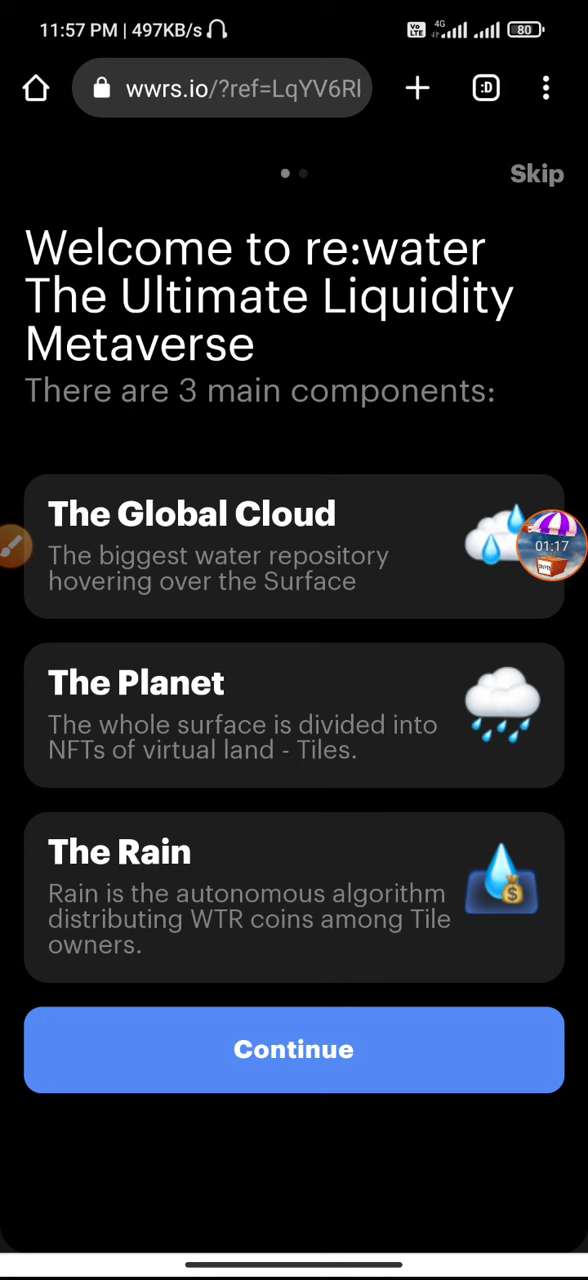 11:57 PM | 497KB/s
Vo LTE 4G 80
wwrs.io/?ref=LqYV6Rl
:D
Skip
Welcome to re:water
The Ultimate Liquidity
Metaverse
There are 3 main components:
The Global Cloud
The biggest water repository
hovering over the Surface
01:17
The Planet
The whole surface is divided into
NFTs of virtual land - Tiles.
The Rain
Rain is the autonomous algorithm
distributing WTR coins among Tile
owners.
Continue